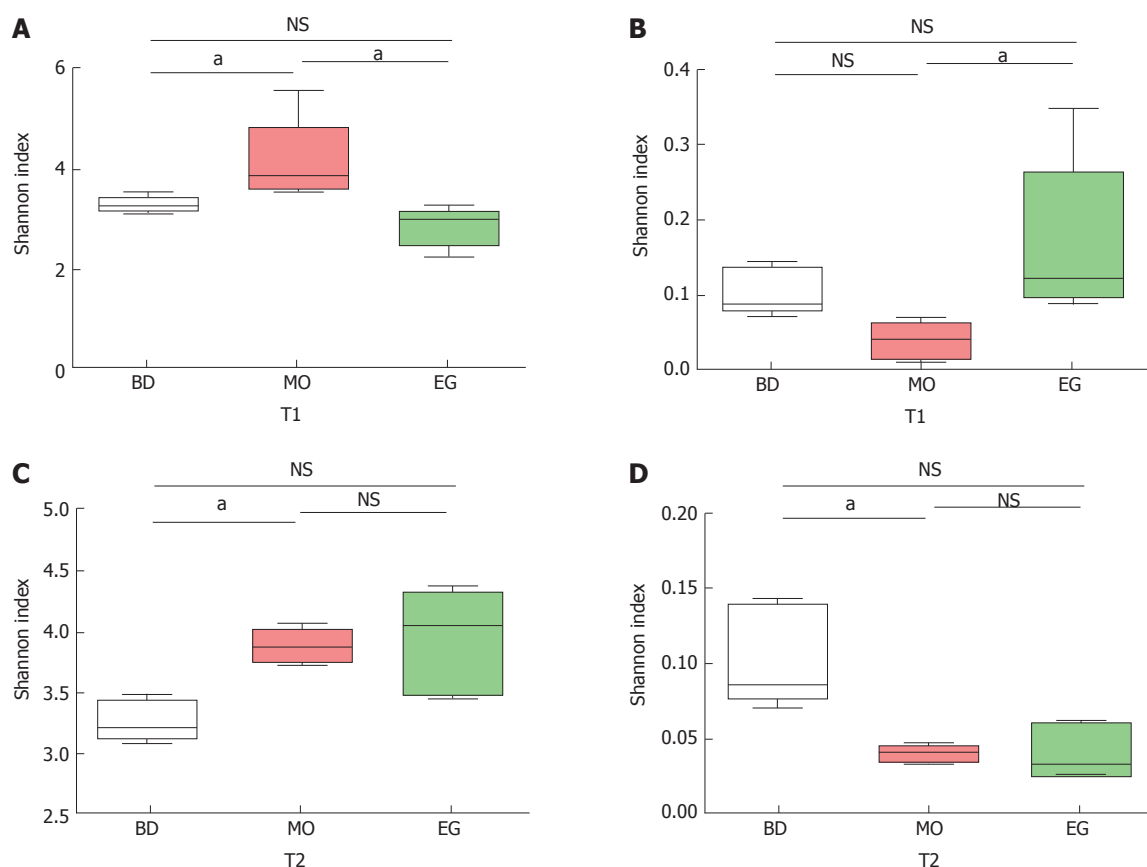 A
NS
a
a
6
4
2
0
Shannon index
BD
MO
EG
T1
B
NS
NS
a
0.4
0.3
0.2
0.1
0.0
Shannon index
BD
MO
EG
T1
C
NS
a
NS
5.0
4.5
4.0
3.5
3.0
2.5
Shannon index
BD
MO
EG
T2
D
NS
a
NS
0.20
0.15
0.10
0.05
0.00
Shannon index
BD
MO
EG
T2